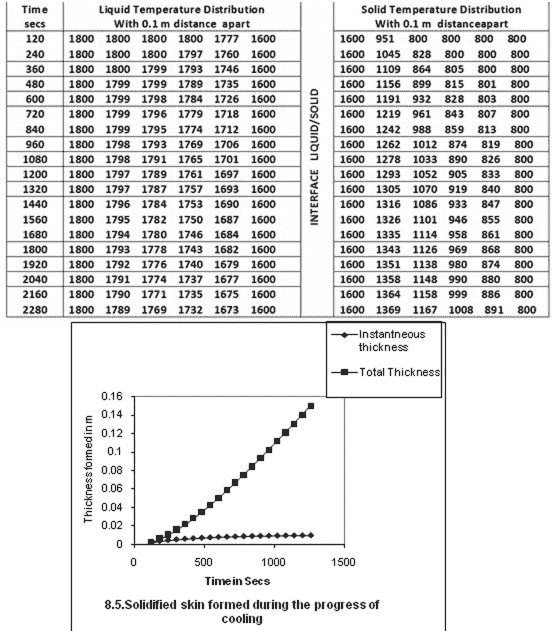 Time Liquid Temperature Distribution Solid Temperature Distribution
secs With 0.1 m distance apart With 0.1 m distanceapart
120 1800 1800 1800 1800 1777 1600 1600 951 800 800 800 800
240 1800 1800 1800 1797 1760 1600 1600 1045 828 800 800 800
360 1800 1800 1799 1793 1746 1600 1600 1109 864 805 800 800
480 1800 1799 1799 1789 1735 1600 1600 1156 899 815 801 800
600 1800 1799 1798 1784 1726 1600 1600 1191 932 828 803 800
720 1800 1799 1796 1779 1718 1600 1600 1219 961 843 807 800
840 1800 1799 1795 1774 1712 1600 1600 1242 988 859 813 800
960 1800 1798 1793 1769 1706 1600 1600 1262 1012 874 819 800
1080 1800 1798 1791 1765 1701 1600 1600 1278 1033 890 826 800
1200 1800 1797 1789 1761 1697 1600 1600 1293 1052 905 833 800
1320 1800 1797 1787 1757 1693 1600 1600 1305 1070 919 840 800
1440 1800 1796 1784 1753 1690 1600 1600 1316 1086 933 847 800
1560 1800 1795 1782 1750 1687 1600 1600 1326 1101 946 855 800
1680 1800 1794 1780 1746 1684 1600 1600 1335 1114 958 861 800
1800 1800 1793 1778 1743 1682 1600 1600 1343 1126 969 868 800
1920 1800 1792 1776 1740 1679 1600 1600 1351 1138 980 874 800
2040 1800 1791 1774 1737 1677 1600 1600 1358 1148 990 880 800
2160 1800 1790 1771 1735 1675 1600 1600 1364 1158 999 886 800
2280 1800 1789 1769 1732 1673 1600 1600 1369 1167 1008 891 800
INTERFACE LIQUID/SOLID
Instantneous
thickness
Total Thickness
Thickness formed in m
0.16
0.14
0.12
0.1
0.08
0.06
0.04
0.02
0
0 500 1000 1500
Time in Secs
8.5.Solidified skin formed during the progress of
cooling